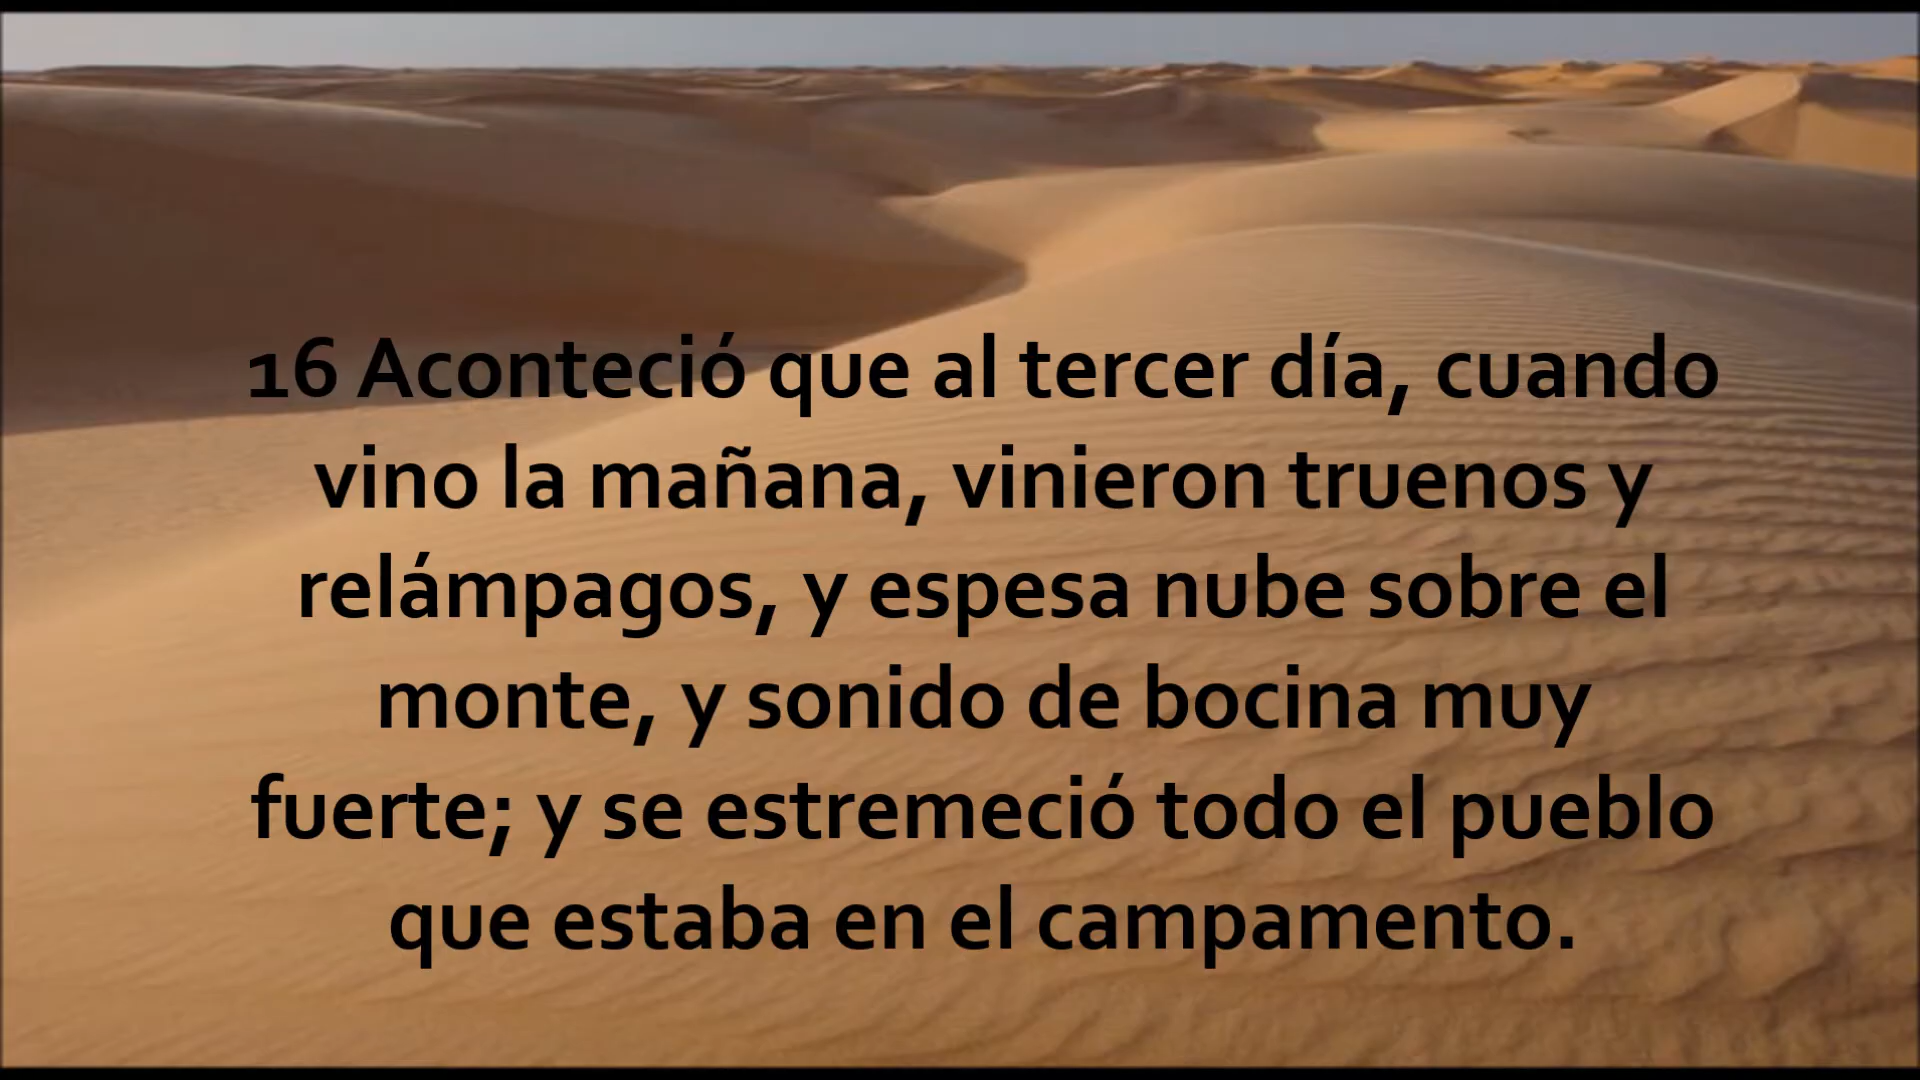 16 Aconteció que al tercer día, cuando
vino la mañana, vinieron truenos y
relámpagos, y espesa nube sobre el
monte, y sonido de bocina muy
fuerte; y se estremeció todo el pueblo
que estaba en el campamento.